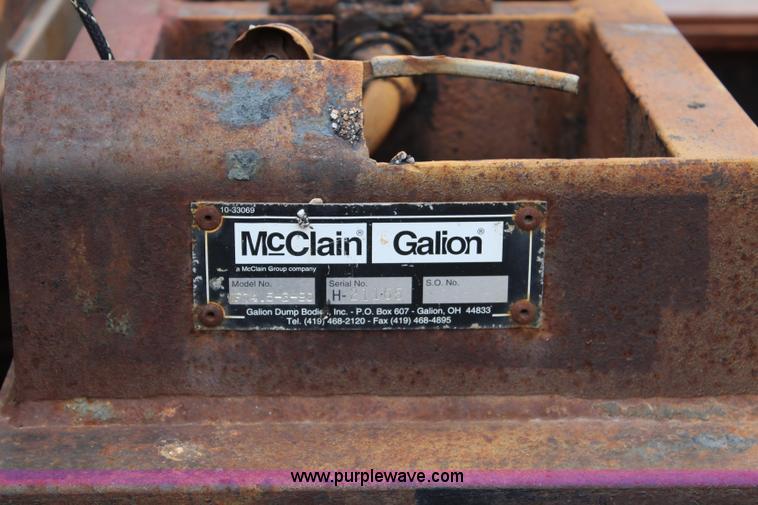 10-33069
McClain® Galion®
a McClain Group company
Model No. Serial No. S.O. No.
H-
Galion Dump Bodies, Inc. - P.O. Box 607 - Galion, OH 44833
Tel. (419) 468-2120 - Fax (419) 468-4895
www.purplewave.com